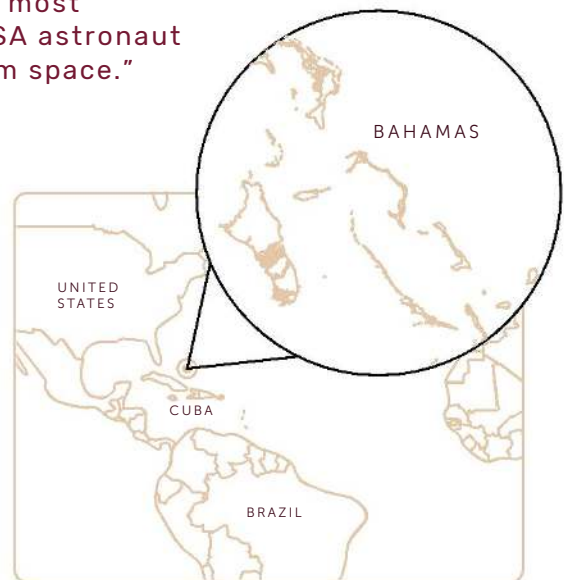 most
SA astronaut
m space.”
BAHAMAS
UNITED
STATES
CUBA
BRAZIL